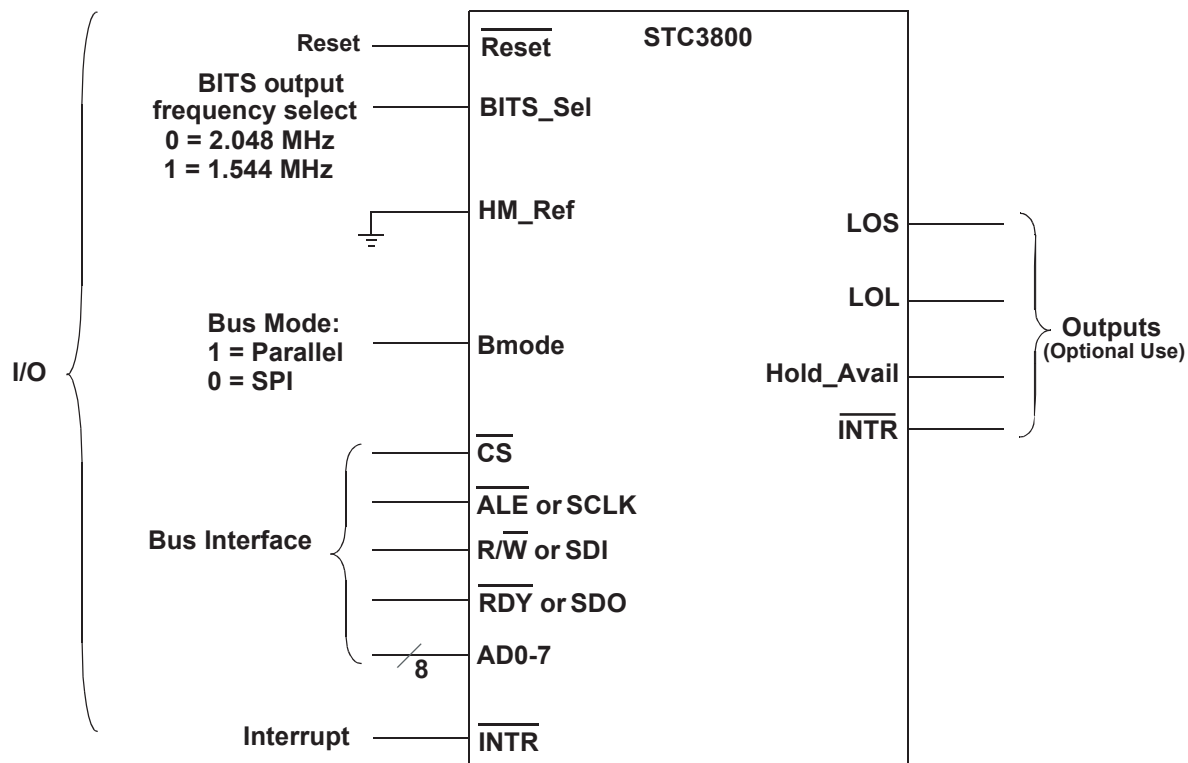 STC3800
Reset
Reset
BITS output
frequency select
0 = 2.048 MHz
1 = 1.544 MHz
BITS_Sel
HM_Ref
Bus Mode:
1 = Parallel
0 = SPI
Bmode
I/O
Bus Interface
CS
ALE or SCLK
R/W or SDI
RDY or SDO
AD0-7
8
Interrupt
INTR
LOS
LOL
Hold_Avail
INTR
Outputs
(Optional Use)